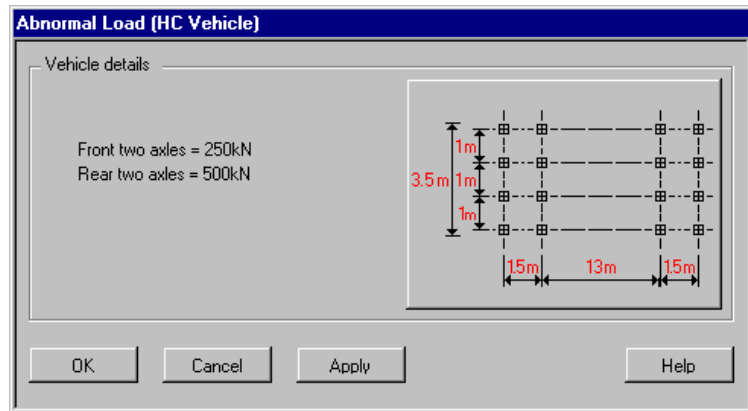 Abnormal Load (HC Vehicle)
Vehicle details
Front two axles = 250kN
Rear two axles = 500kN
1m
3.5m 1m
1m
1.5m 13m 1.5m
OK Cancel Apply Help